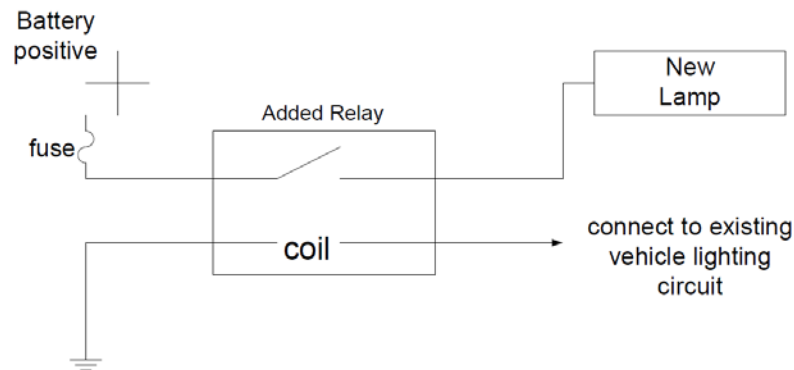 Battery
positive
fuse
Added Relay
New
Lamp
coil
connect to existing
vehicle lighting
circuit